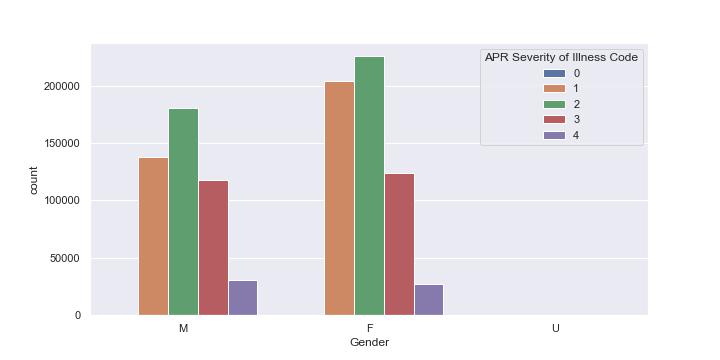 APR Severity of Illness Code
0
1
2
3
4
200000
150000
100000
50000
0
count
M F U
Gender